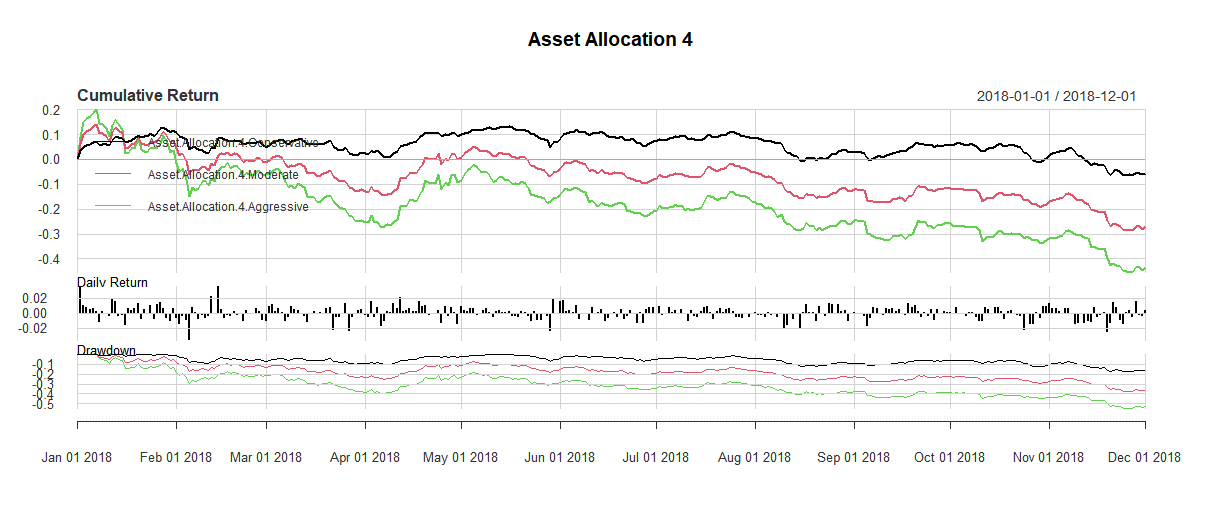 Asset Allocation 4
Cumulative Return 2018-01-01 / 2018-12-01
0.2
0.1
0.0
-0.1
-0.2
-0.3
-0.4
Asset.Allocation.4.Conservative
Asset.Allocation.4.Moderate
Asset.Allocation.4.Aggressive
Daily Return
0.02
0.00
-0.02
Drawdown
-0.1
-0.2
-0.3
-0.4
-0.5
Jan 01 2018 Feb 01 2018 Mar 01 2018 Apr 01 2018 May 01 2018 Jun 01 2018 Jul 01 2018 Aug 01 2018 Sep 01 2018 Oct 01 2018 Nov 01 2018 Dec 01 2018